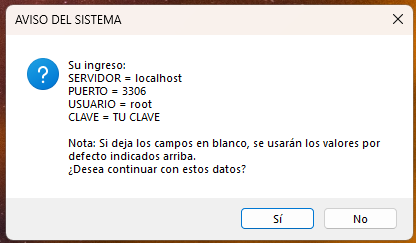 AVISO DEL SISTEMA
Su ingreso:
SERVIDOR = localhost
PUERTO = 3306
USUARIO = root
CLAVE = TU CLAVE
Nota: Si deja los campos en blanco, se usarán los valores por
defecto indicados arriba.
¿Desea continuar con estos datos?
Sí
No